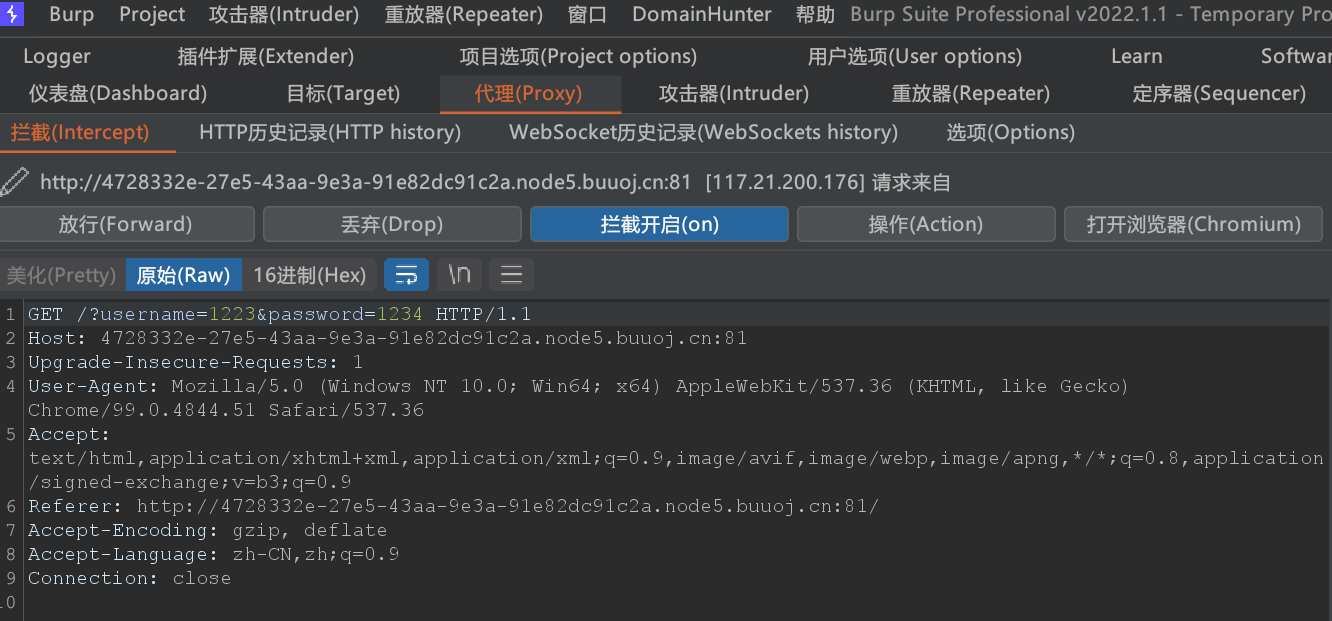 Burp Project 攻击器(Intruder) 重放器(Repeater) 窗口 DomainHunter 帮助 Burp Suite Professional v2022.1.1 - Temporary Pro
Logger 插件扩展(Extender) 项目选项(Project options) 用户选项(User options) Learn Softwar
仪表盘(Dashboard) 目标(Target) 代理(Proxy) 攻击器(Intruder) 重放器(Repeater) 定序器(Sequencer)
拦截(Intercept) HTTP历史记录(HTTP history) WebSocket历史记录(WebSockets history) 选项(Options)
http://4728332e-27e5-43aa-9e3a-91e82dc91c2a.node5.buuoj.cn:81 [117.21.200.176] 请求来自
放行(Forward) 丢弃(Drop) 拦截开启(on) 操作(Action) 打开浏览器(Chromium)
美化(Pretty) 原始(Raw) 16进制(Hex) \n
1 GET /?username=1223&password=1234 HTTP/1.1
2 Host: 4728332e-27e5-43aa-9e3a-91e82dc91c2a.node5.buuoj.cn:81
3 Upgrade-Insecure-Requests: 1
4 User-Agent: Mozilla/5.0 (Windows NT 10.0; Win64; x64) AppleWebKit/537.36 (KHTML, like Gecko)
Chrome/99.0.4844.51 Safari/537.36
5 Accept:
text/html,application/xhtml+xml,application/xml;q=0.9,image/avif,image/webp,image/apng,*/*;q=0.8,application
/signed-exchange;v=b3;q=0.9
6 Referer: http://4728332e-27e5-43aa-9e3a-91e82dc91c2a.node5.buuoj.cn:81/
7 Accept-Encoding: gzip, deflate
8 Accept-Language: zh-CN,zh;q=0.9
9 Connection: close
10